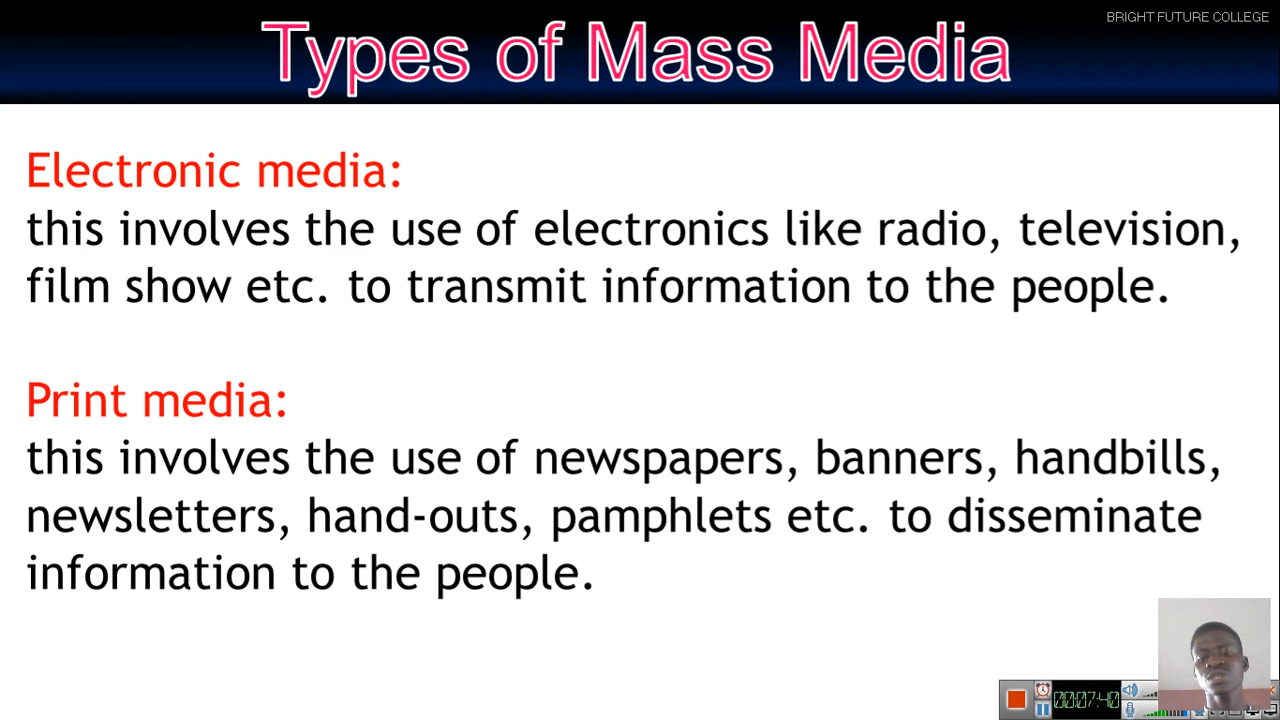 BRIGHT FUTURE COLLEGE
Types of Mass Media
Electronic media:
this involves the use of electronics like radio, television,
film show etc. to transmit information to the people.
Print media:
this involves the use of newspapers, banners, handbills,
newsletters, hand-outs, pamphlets etc. to disseminate
information to the people.
00:07:40